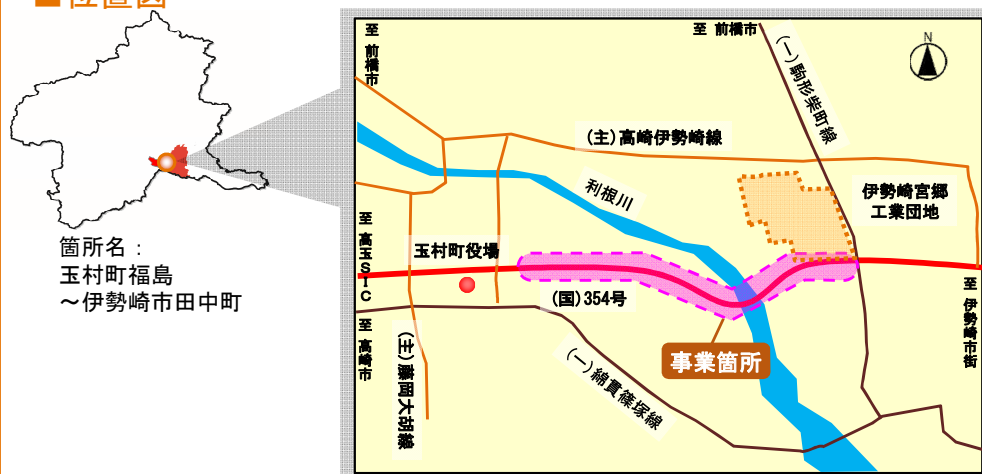 ■位置図
箇所名：
玉村町福島
～伊勢崎市田中町
至 前橋市
至 前橋市
N
(一)駒形柴町線
(主)高崎伊勢崎線
利根川
伊勢崎宮郷
工業団地
至 高玉SIC
玉村町役場
(国)354号
至 伊勢崎市街
至 高崎市
(主)藤岡大胡線
(一)綿貫篠塚線
事業箇所